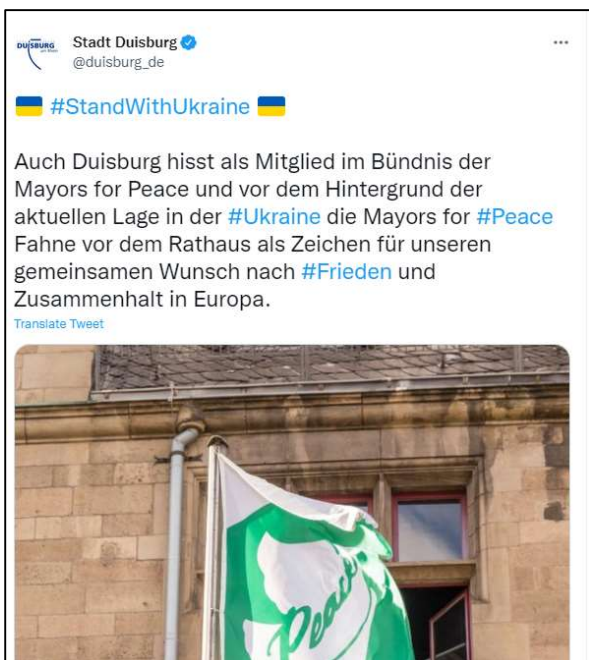 DUISBURG
am Rhein
Stadt Duisburg
@duisburg_de
#StandWithUkraine
Auch Duisburg hisst als Mitglied im Bündnis der
Mayors for Peace und vor dem Hintergrund der
aktuellen Lage in der #Ukraine die Mayors for #Peace
Fahne vor dem Rathaus als Zeichen für unseren
gemeinsamen Wunsch nach #Frieden und
Zusammenhalt in Europa.
Translate Tweet
Peace